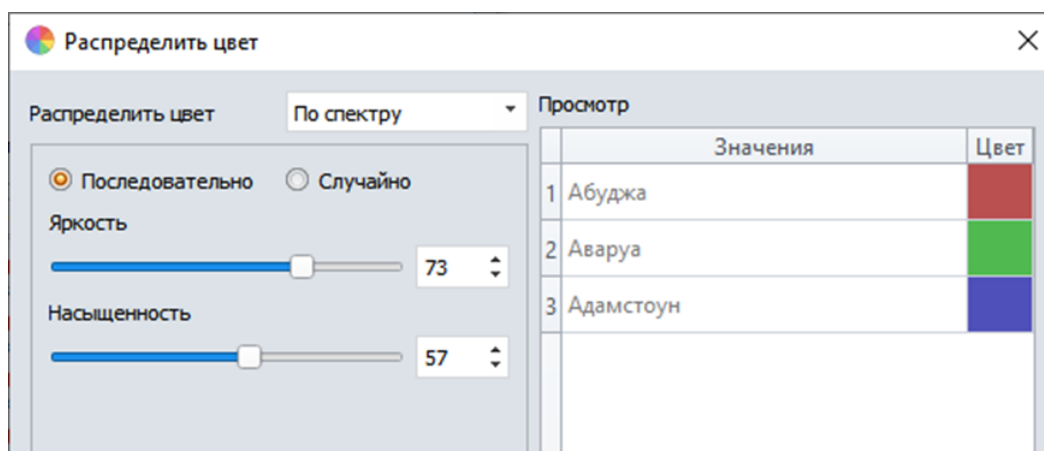 Распределить цвет
Распределить цвет По спектру
Последовательно Случайно
Яркость
73
Насыщенность
57
Просмотр
Значения Цвет
1 Абуджа
2 Аваруа
3 Адамстоун